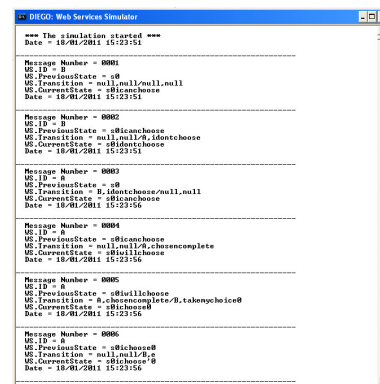 DIEGO: Web Services Simulator
*** The simulation started ***
Date = 18/01/2011 15:23:51
Message Number = 0001
WS.ID = B
WS.PreviousState = s0
WS.Transition = null,null/null,null
WS.CurrentState = s0icanchoose
Date = 18/01/2011 15:23:51
Message Number = 0002
WS.ID = B
WS.PreviousState = s0icanchoose
WS.Transition = null,null/A,idontchoose
WS.CurrentState = s0idontchoose
Date = 18/01/2011 15:23:51
Message Number = 0003
WS.ID = A
WS.PreviousState = s0
WS.Transition = B,idontchoose/null,null
WS.CurrentState = s0icanchoose
Date = 18/01/2011 15:23:56
Message Number = 0004
WS.ID = A
WS.PreviousState = s0icanchoose
WS.Transition = null,null/A,chosencomplete
WS.CurrentState = s0iwillchoose
Date = 18/01/2011 15:23:56
Message Number = 0005
WS.ID = A
WS.PreviousState = s0iwillchoose
WS.Transition = A,chosencomplete/B,takemychoice0
WS.CurrentState = s0ichoose0
Date = 18/01/2011 15:23:56
Message Number = 0006
WS.ID = A
WS.PreviousState = s0ichoose0
WS.Transition = null,null/B,e
WS.CurrentState = s0ichoose'0
Date = 18/01/2011 15:23:56